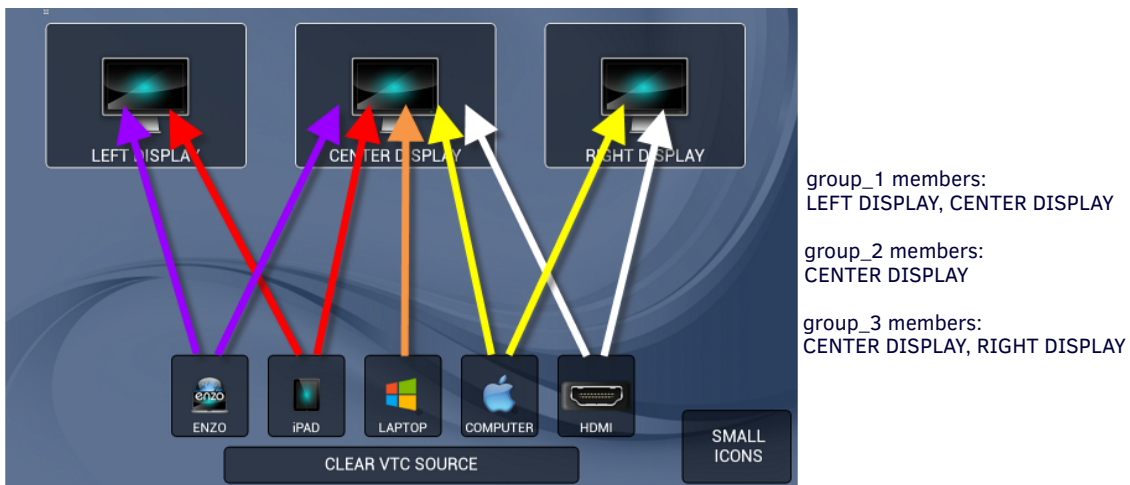 LEFT DISPLAY
CENTER DISPLAY
RIGHT DISPLAY
group_1 members:
LEFT DISPLAY, CENTER DISPLAY
group_2 members:
CENTER DISPLAY
group_3 members:
CENTER DISPLAY, RIGHT DISPLAY
enzo
ENZO
iPAD
LAPTOP
COMPUTER
HDMI
SMALL
ICONS
CLEAR VTC SOURCE